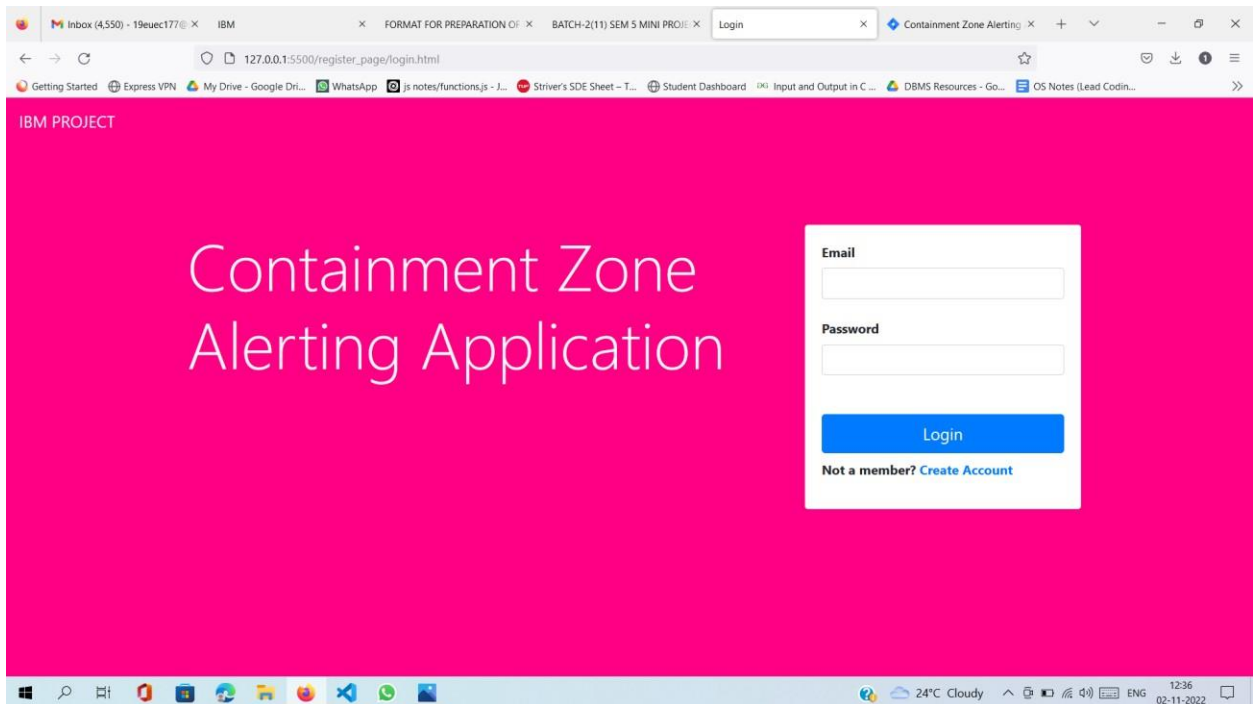 Inbox (4,550) - 19euec177@
IBM
FORMAT FOR PREPARATION OF
BATCH-2(11) SEM 5 MINI PROJE
Login
Containment Zone Alerting
127.0.0.1:5500/register_page/login.html
1
Getting Started
Express VPN
My Drive - Google Dri...
WhatsApp
js notes/functions.js - J...
Striver's SDE Sheet – T...
Student Dashboard
DG Input and Output in C ...
DBMS Resources - Go...
OS Notes (Lead Codin...
IBM PROJECT
Containment Zone
Alerting Application
Email
Password
Login
Not a member? Create Account
24°C Cloudy
ENG
12:36
02-11-2022